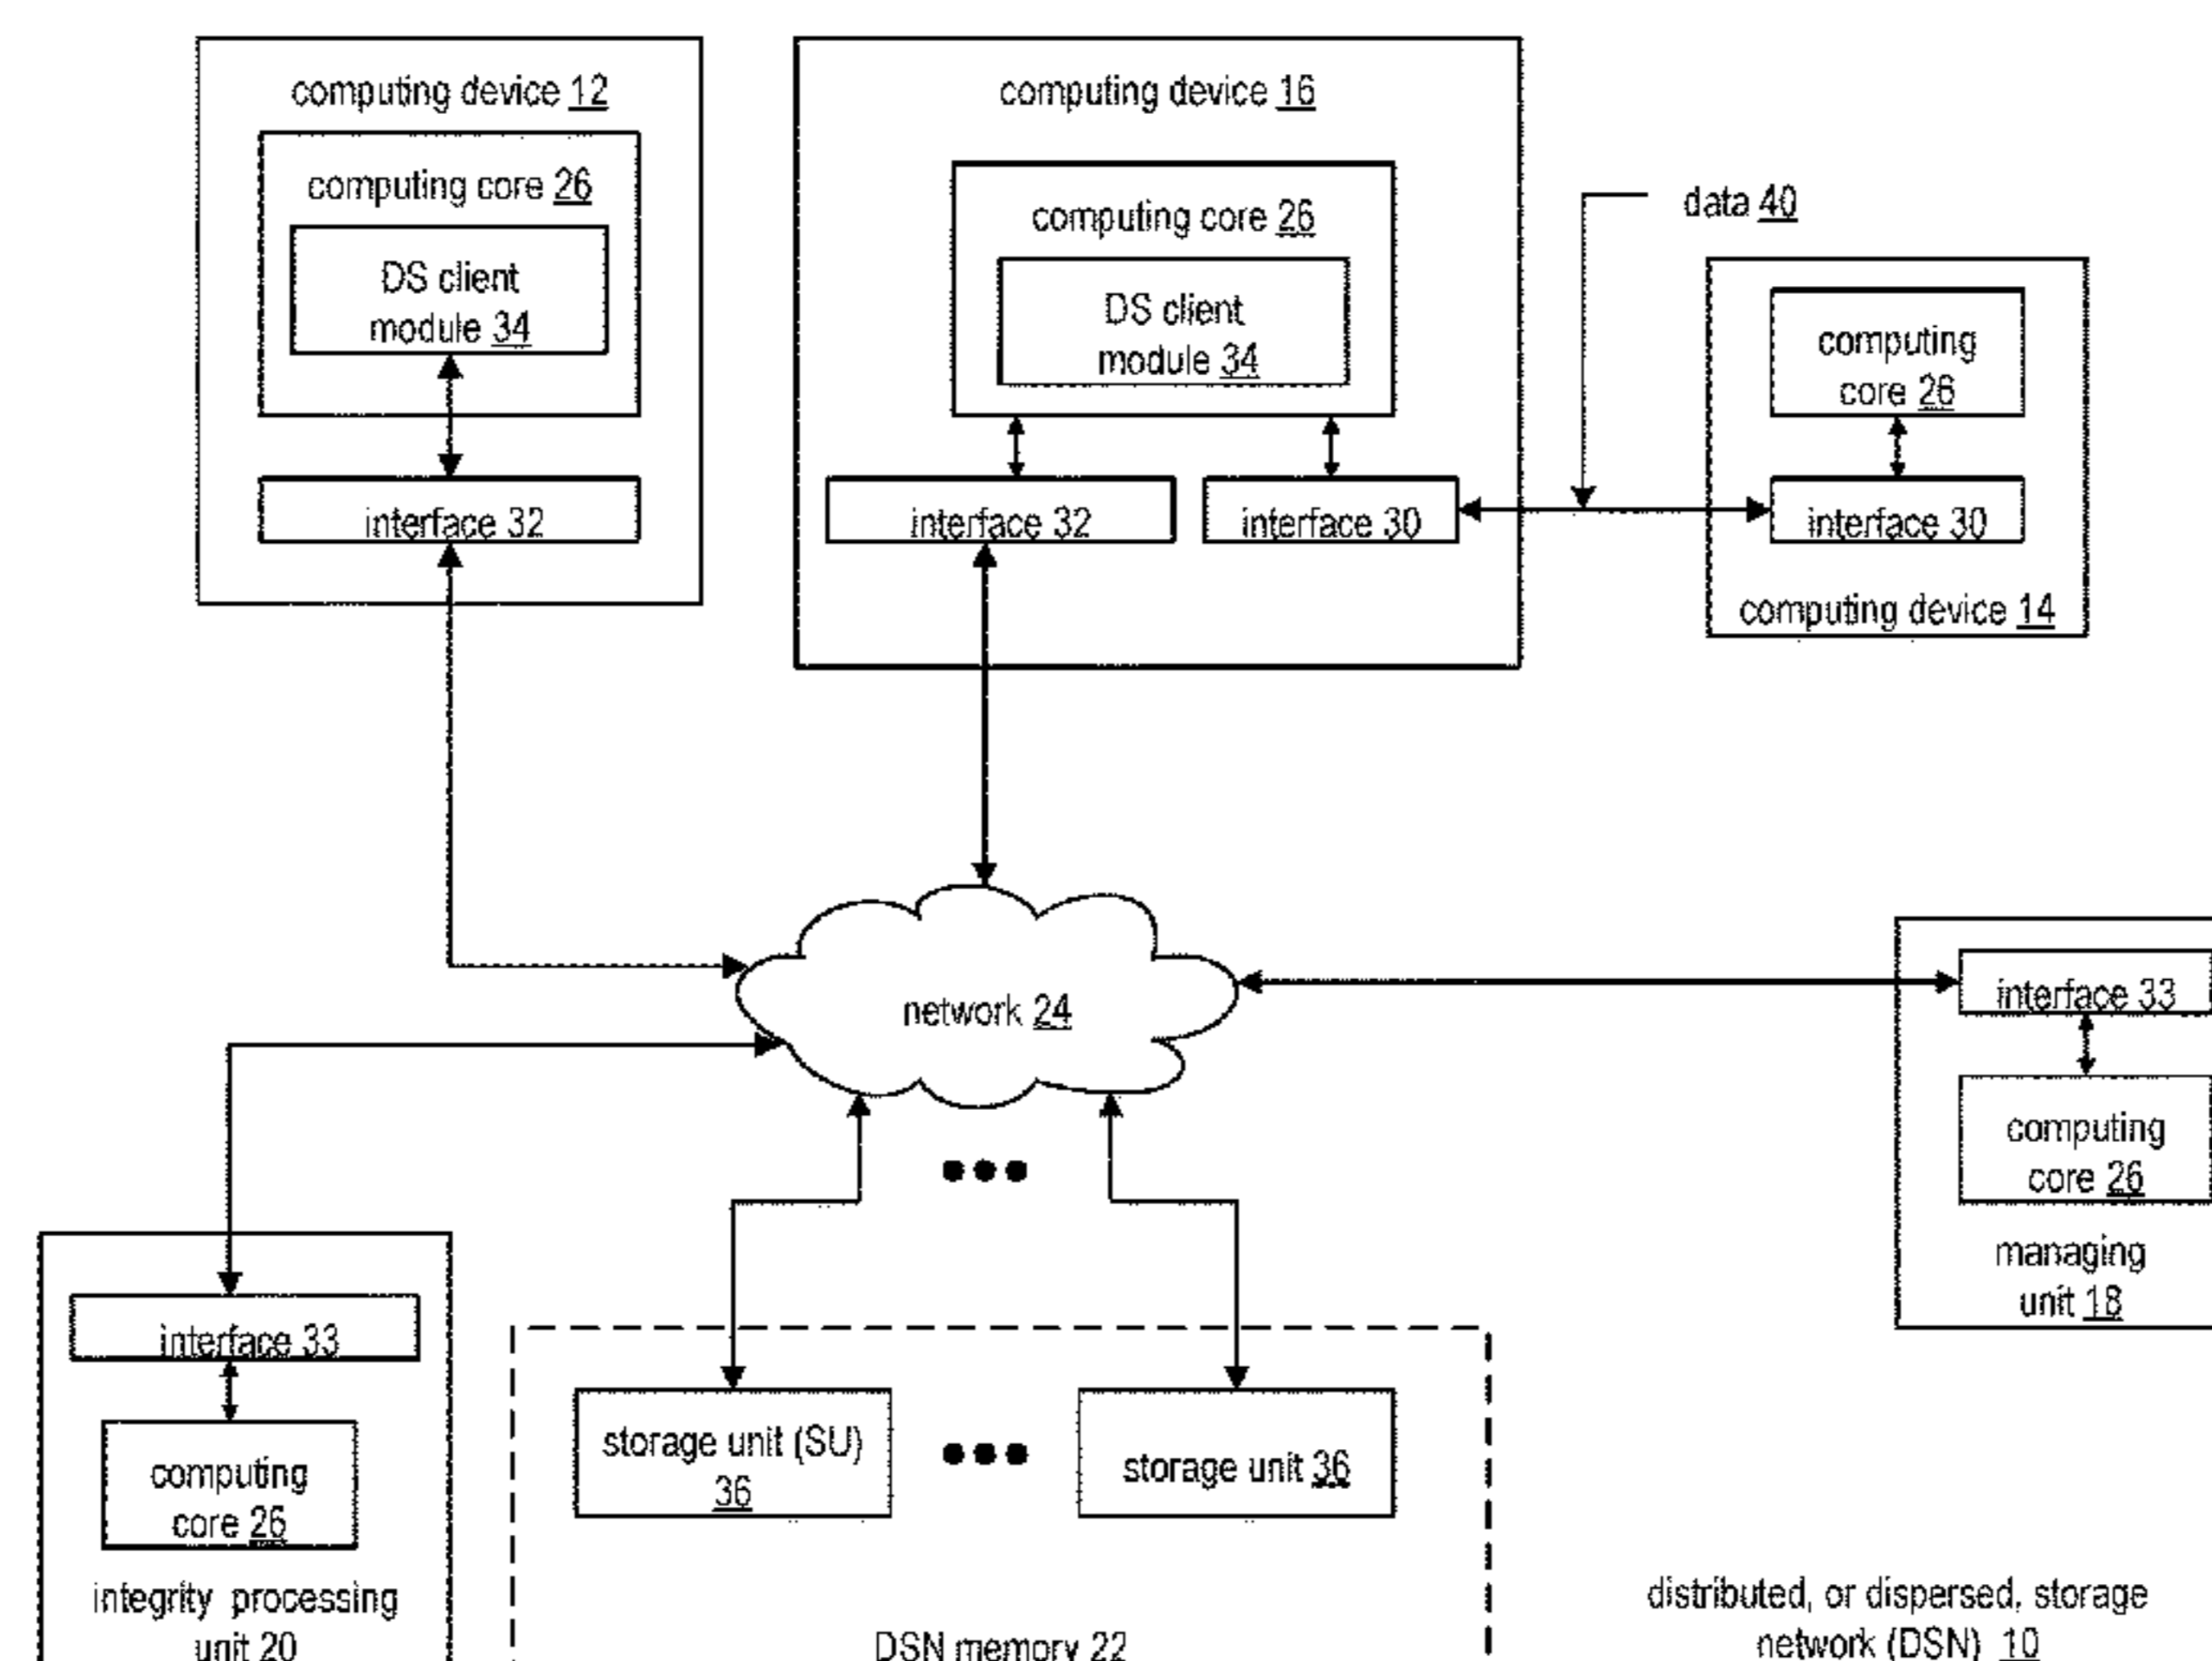 computing device 12
computing core 26
DS client
module 34
interface 32
computing device 16
computing core 26
DS client
module 34
interface 32
interface 30
data 40
computing
core 26
interface 30
computing device 14
network 24
interface 33
computing
core 26
managing
unit 18
interface 33
computing
core 26
integrity processing
unit 20
storage unit (SU)
36
storage unit 36
DSN memory 22
distributed, or dispersed, storage
network (DSN) 10